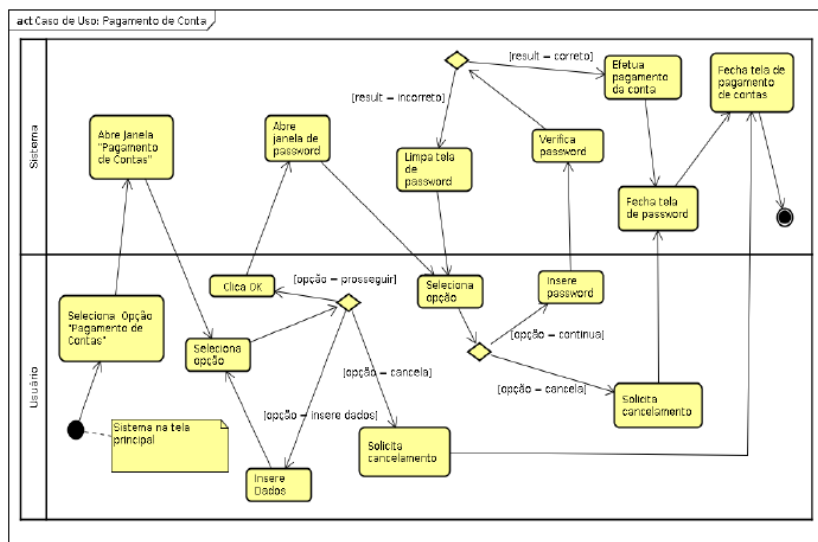 act Caso de Uso: Pagamento de Conta
Sistema
Usuário
Abre Janela
"Pagamento
de Contas"
Abre
janela de
password
[result = incorreto]
[result = correto]
Limpa tela
de
password
Verifica
password
Efetua
pagamento
da conta
Fecha tela de
pagamento
de contas
Fecha tela
de password
Seleciona Opção
"Pagamento de
Contas"
Clica OK
[opção = prosseguir]
Seleciona
opção
Seleciona
opção
Insere
password
[opção = continua]
[opção = cancela]
[opção = cancela]
[opção = insere dados]
Solicita
cancelamento
Sistema na tela
principal
Insere
Dados
Solicita
cancelamento